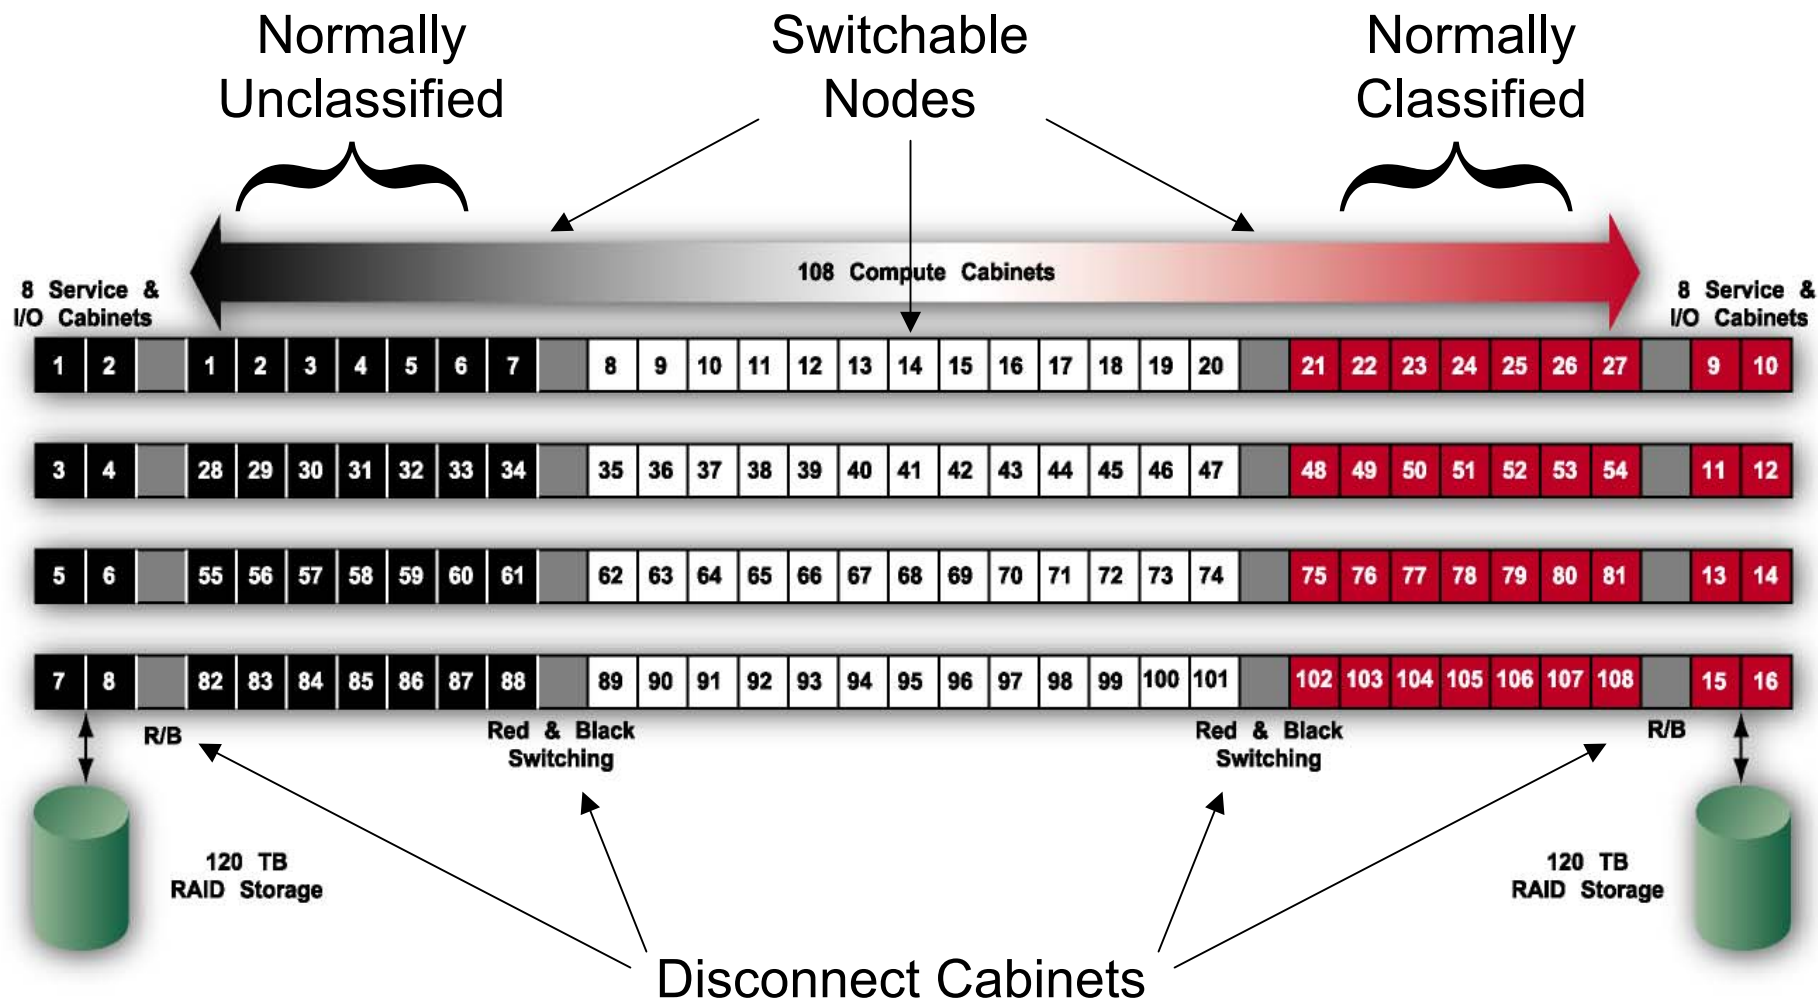 Normally
Unclassified
Switchable
Nodes
Normally
Classified
108 Compute Cabinets
8 Service &
I/O Cabinets
8 Service &
I/O Cabinets
1 2 1 2 3 4 5 6 7 8 9 10 11 12 13 14 15 16 17 18 19 20 21 22 23 24 25 26 27 9 10
3 4 28 29 30 31 32 33 34 35 36 37 38 39 40 41 42 43 44 45 46 47 48 49 50 51 52 53 54 11 12
5 6 55 56 57 58 59 60 61 62 63 64 65 66 67 68 69 70 71 72 73 74 75 76 77 78 79 80 81 13 14
7 8 82 83 84 85 86 87 88 89 90 91 92 93 94 95 96 97 98 99 100 101 102 103 104 105 106 107 108 15 16
R/B
Red & Black
Switching
Red & Black
Switching
R/B
120 TB
RAID Storage
120 TB
RAID Storage
Disconnect Cabinets